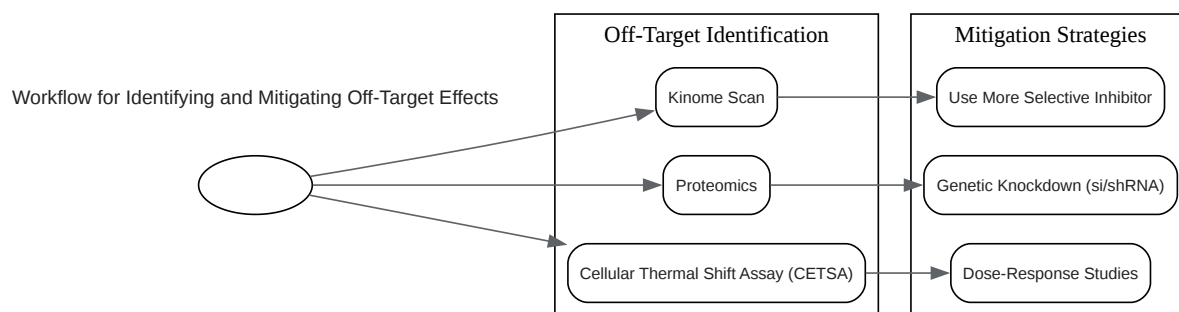 Workflow for Identifying and Mitigating Off-Target Effects
Off-Target Identification
Kinome Scan
Proteomics
Cellular Thermal Shift Assay (CETSA)
Mitigation Strategies
Use More Selective Inhibitor
Genetic Knockdown (si/shRNA)
Dose-Response Studies